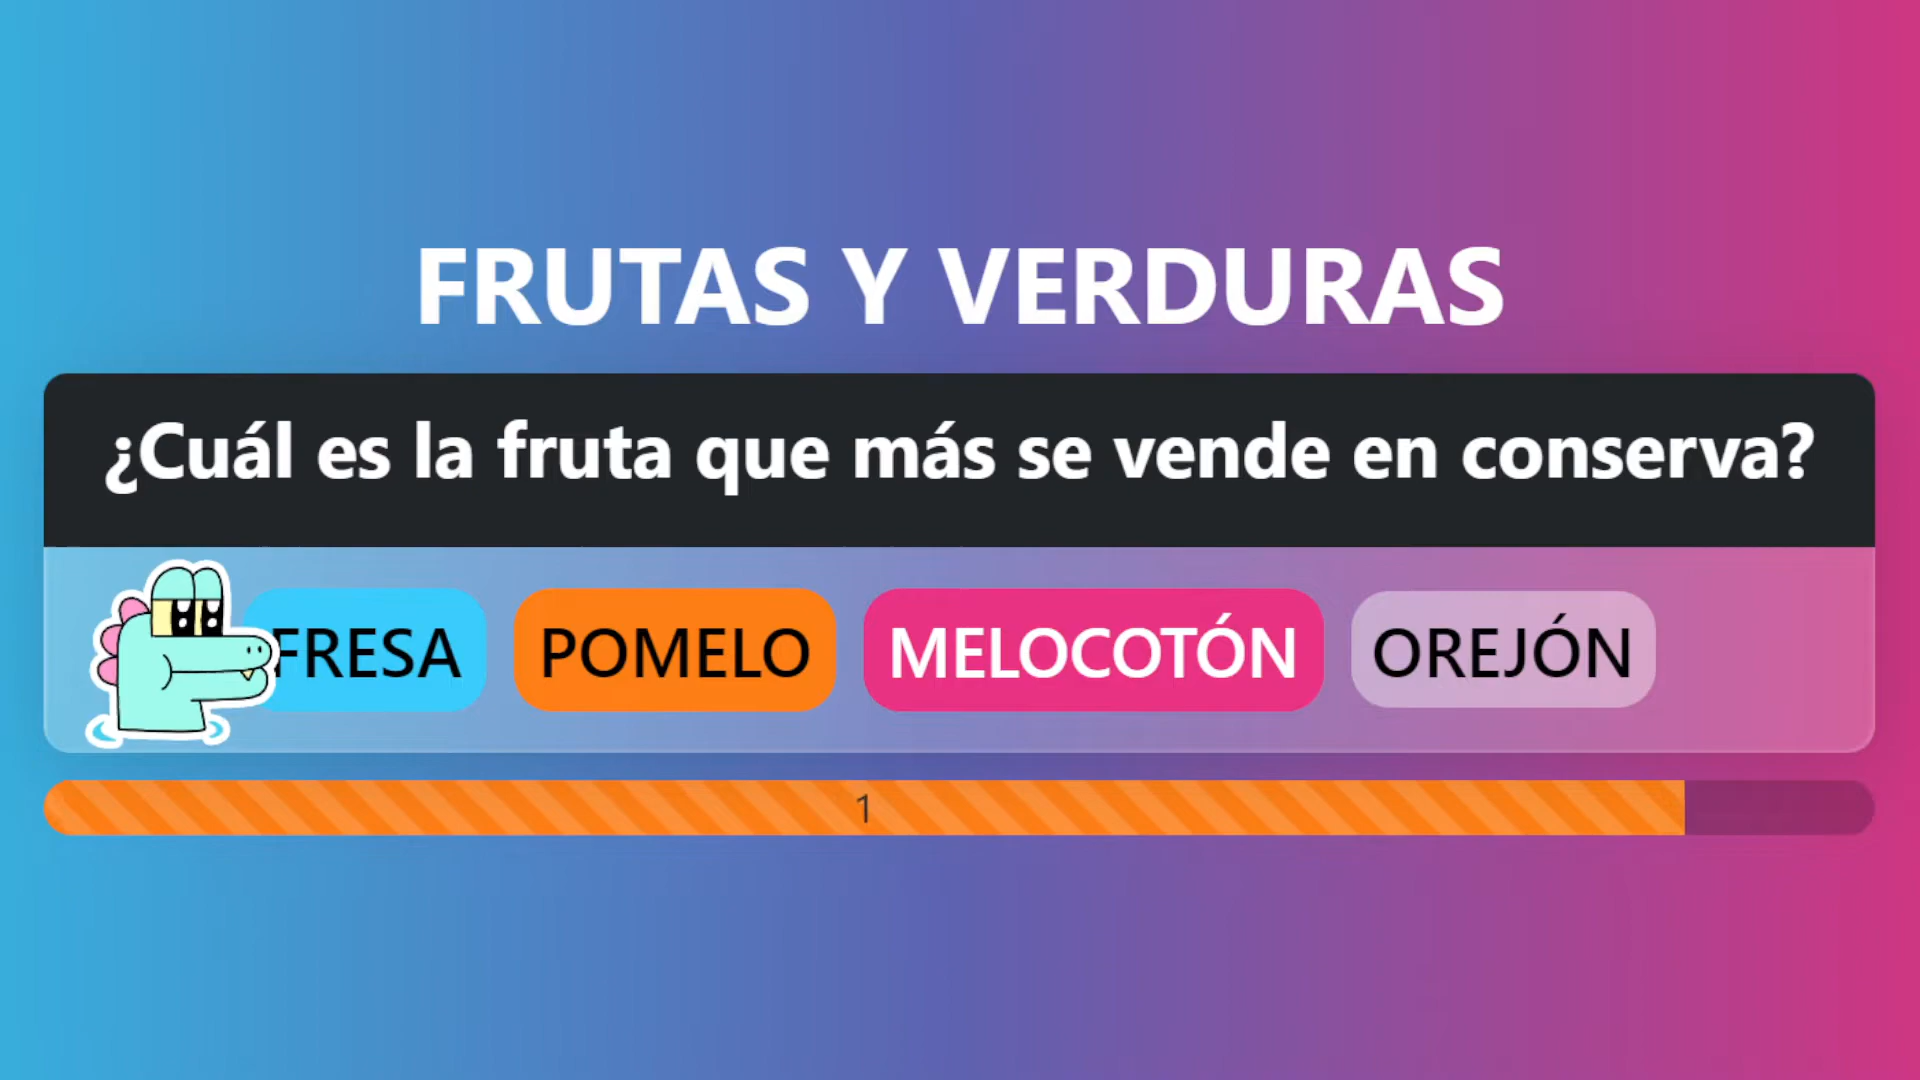 FRUTAS Y VERDURAS
¿Cuál es la fruta que más se vende en conserva?
FRESA POMELO MELOCOTÓN OREJÓN
1